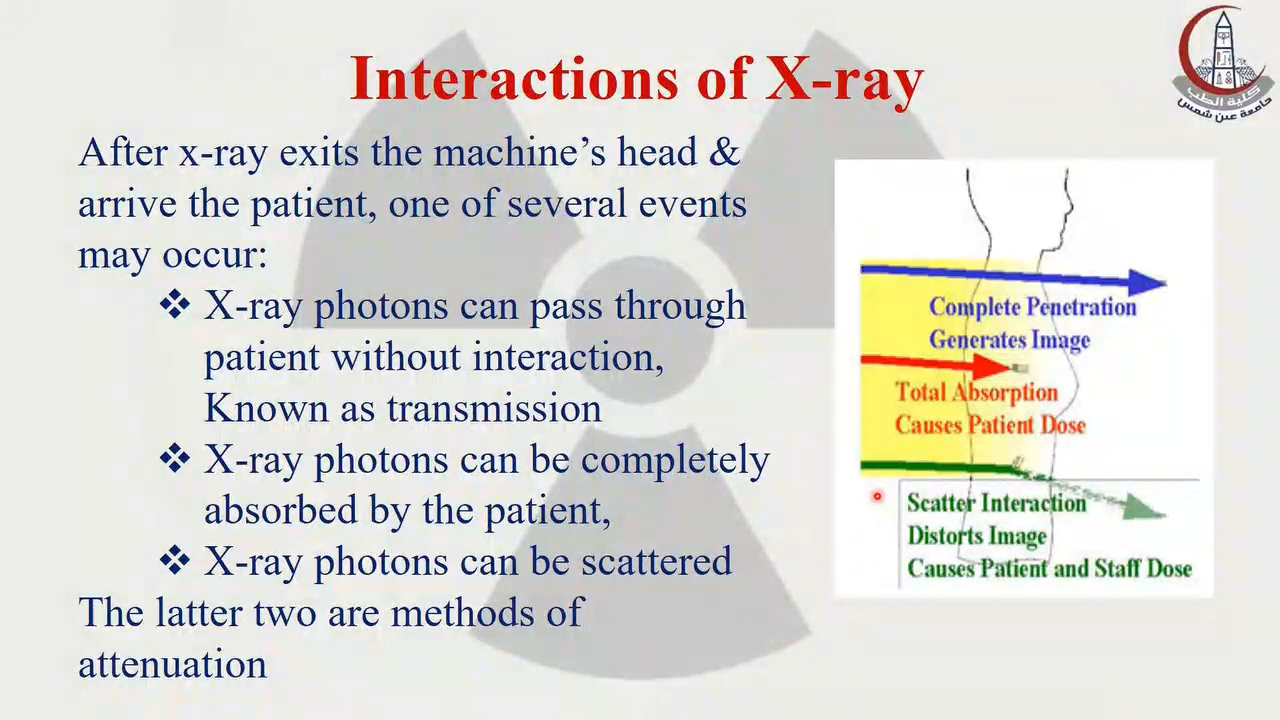 Interactions of X-ray
After x-ray exits the machine’s head &
arrive the patient, one of several events
may occur:
❖ X-ray photons can pass through
patient without interaction,
Known as transmission
❖ X-ray photons can be completely
absorbed by the patient,
❖ X-ray photons can be scattered
The latter two are methods of
attenuation
Complete Penetration
Generates Image
Total Absorption
Causes Patient Dose
Scatter Interaction
Distorts Image
Causes Patient and Staff Dose
كلية الطب
جامعة عين شمس